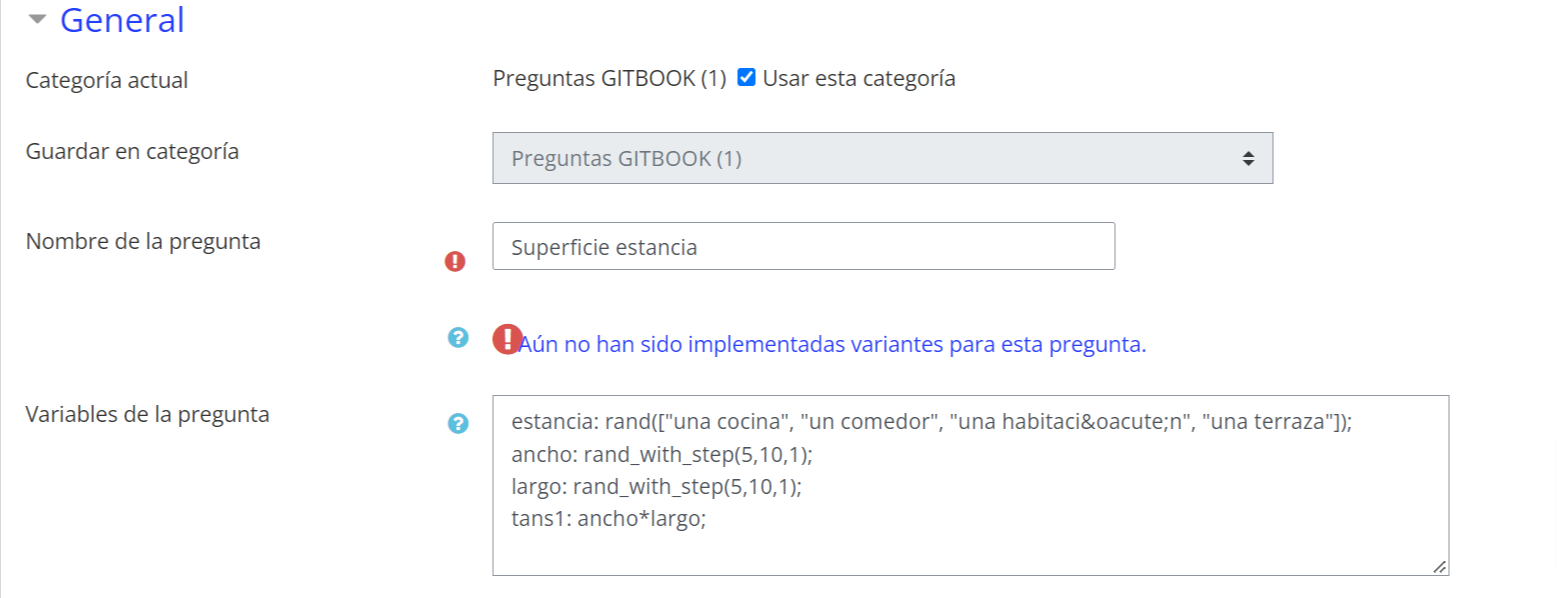 General
Categoría actual
Preguntas GITBOOK (1) Usar esta categoría
Guardar en categoría
Preguntas GITBOOK (1)
Nombre de la pregunta
Superficie estancia
Aún no han sido implementadas variantes para esta pregunta.
Variables de la pregunta
estancia: rand(["una cocina", "un comedor", "una habitaci&oacute;n", "una terraza"]);
ancho: rand_with_step(5,10,1);
largo: rand_with_step(5,10,1);
tans1: ancho*largo;